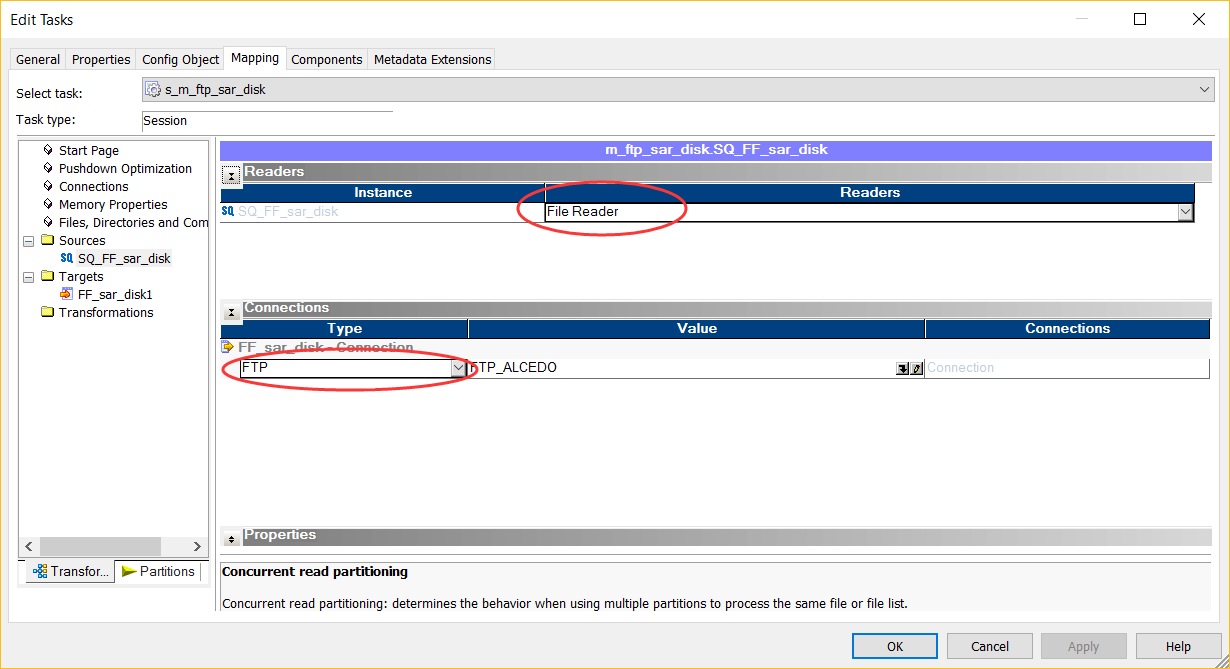 Edit Tasks
General Properties Config Object Mapping Components Metadata Extensions
Select task: s_m_ftp_sar_disk
Task type: Session
Start Page
Pushdown Optimization
Connections
Memory Properties
Files, Directories and Com
Sources
SQ SQ_FF_sar_disk
Targets
FF_sar_disk1
Transformations
Transfor... Partitions
m_ftp_sar_disk.SQ_FF_sar_disk
Readers
Instance Readers
SQ SQ_FF_sar_disk File Reader
Connections
Type Value Connections
FF_sar_disk - Connection
FTP FTP_ALCEDO Connection
Properties
Concurrent read partitioning
Concurrent read partitioning: determines the behavior when using multiple partitions to process the same file or file list.
OK Cancel Apply Help